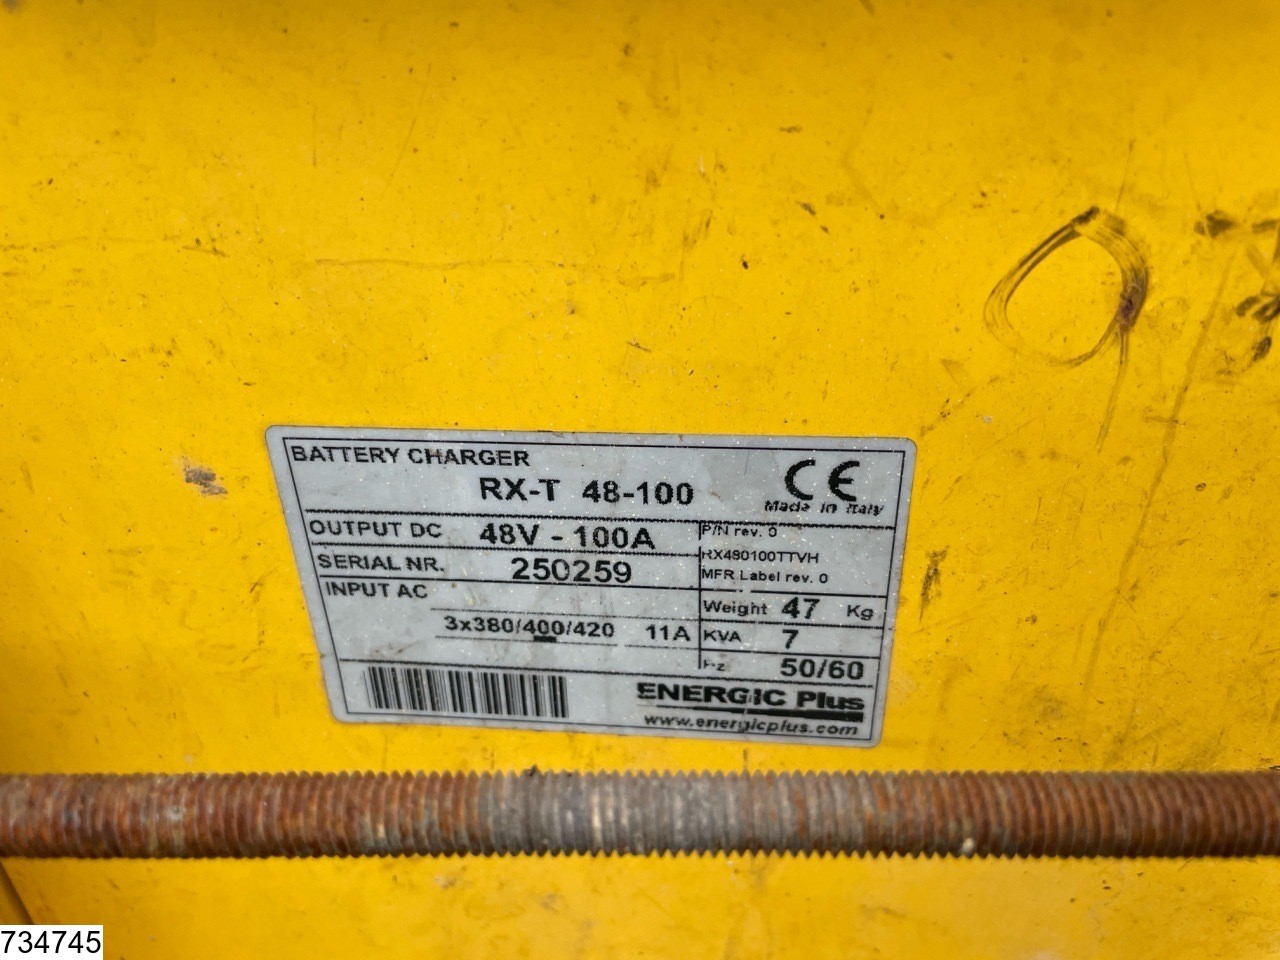 BATTERY CHARGER
RX-T 48-100
CE
Made in Italy
OUTPUT DC 48V - 100A
P/N rev. 0
RX480100TTVH
SERIAL NR. 250259
MFR Label rev. 0
INPUT AC
Weight 47 Kg
3x380/400/420 11A
KVA 7
Hz 50/60
ENERGIC Plus
www.energicplus.com
734745